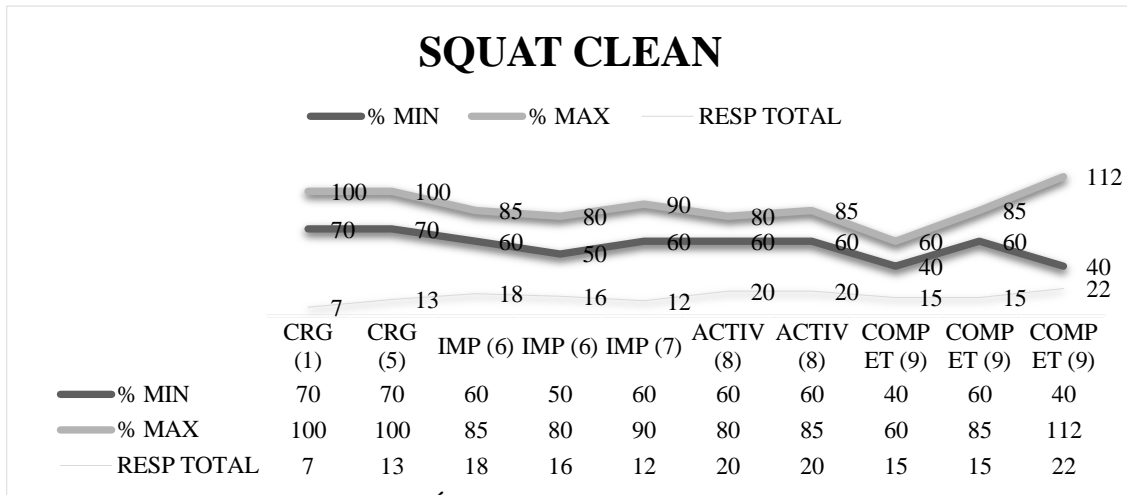 SQUAT CLEAN
% MIN % MAX RESP TOTAL
100 100 85 80 90 80 85 60 85 112
70 70 60 50 60 60 60 40 60 40
7 13 18 16 12 20 20 15 15 22
CRG (1) CRG (5) IMP (6) IMP (6) IMP (7) ACTIV (8) ACTIV (8) COMP ET (9) COMP ET (9) COMP ET (9)
% MIN 70 70 60 50 60 60 60 40 60 40
% MAX 100 100 85 80 90 80 85 60 85 112
RESP TOTAL 7 13 18 16 12 20 20 15 15 22